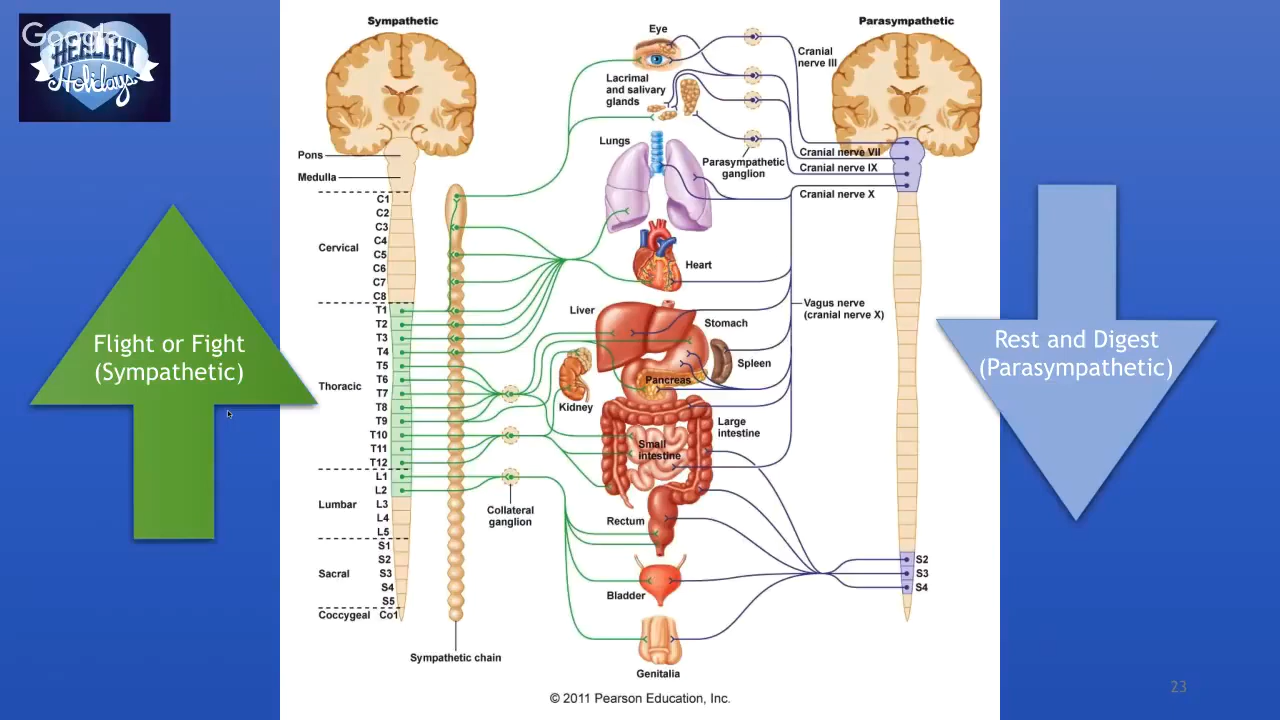 Google
HEALTHY
Holidays
Sympathetic
Parasympathetic
Eye
Cranial
nerve III
Lacrimal
and salivary
glands
Lungs
Parasympathetic
ganglion
Cranial nerve VII
Cranial nerve IX
Cranial nerve X
Pons
Medulla
C1
C2
C3
Cervical
C4
C5
C6
C7
C8
Heart
T1
T2
T3
T4
T5
T6
Thoracic
T7
T8
T9
T10
T11
T12
Liver
Stomach
Vagus nerve
(cranial nerve X)
Spleen
Pancreas
Kidney
Large
intestine
Small
intestine
L1
L2
Lumbar
L3
L4
L5
Collateral
ganglion
Rectum
S1
S2
Sacral
S3
S4
S5
Coccygeal Co1
S2
S3
S4
Bladder
Sympathetic chain
Genitalia
Flight or Fight
(Sympathetic)
Rest and Digest
(Parasympathetic)
© 2011 Pearson Education, Inc.
23